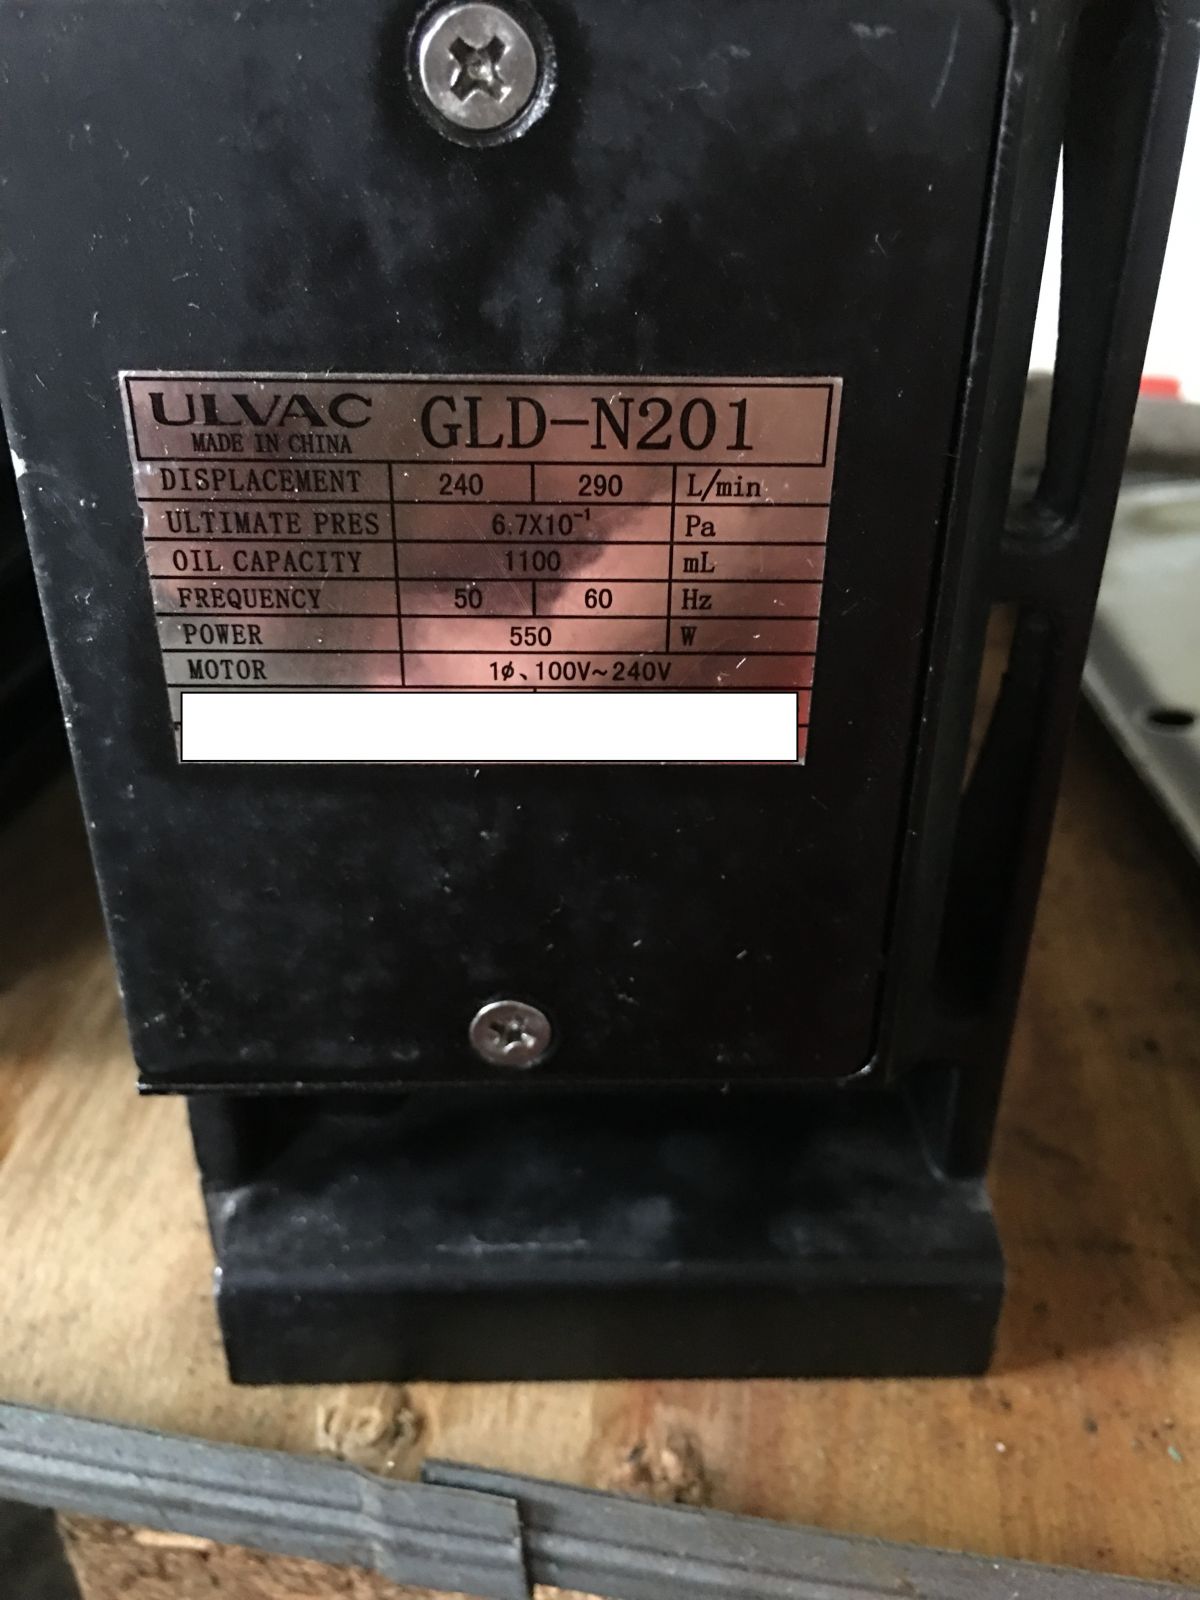 ULVAC GLD-N201
MADE IN CHINA
DISPLACEMENT 240 290 L/min
ULTIMATE PRES 6.7X10⁻¹ Pa
OIL CAPACITY 1100 mL
FREQUENCY 50 60 Hz
POWER 550 W
MOTOR 1φ、100V~240V